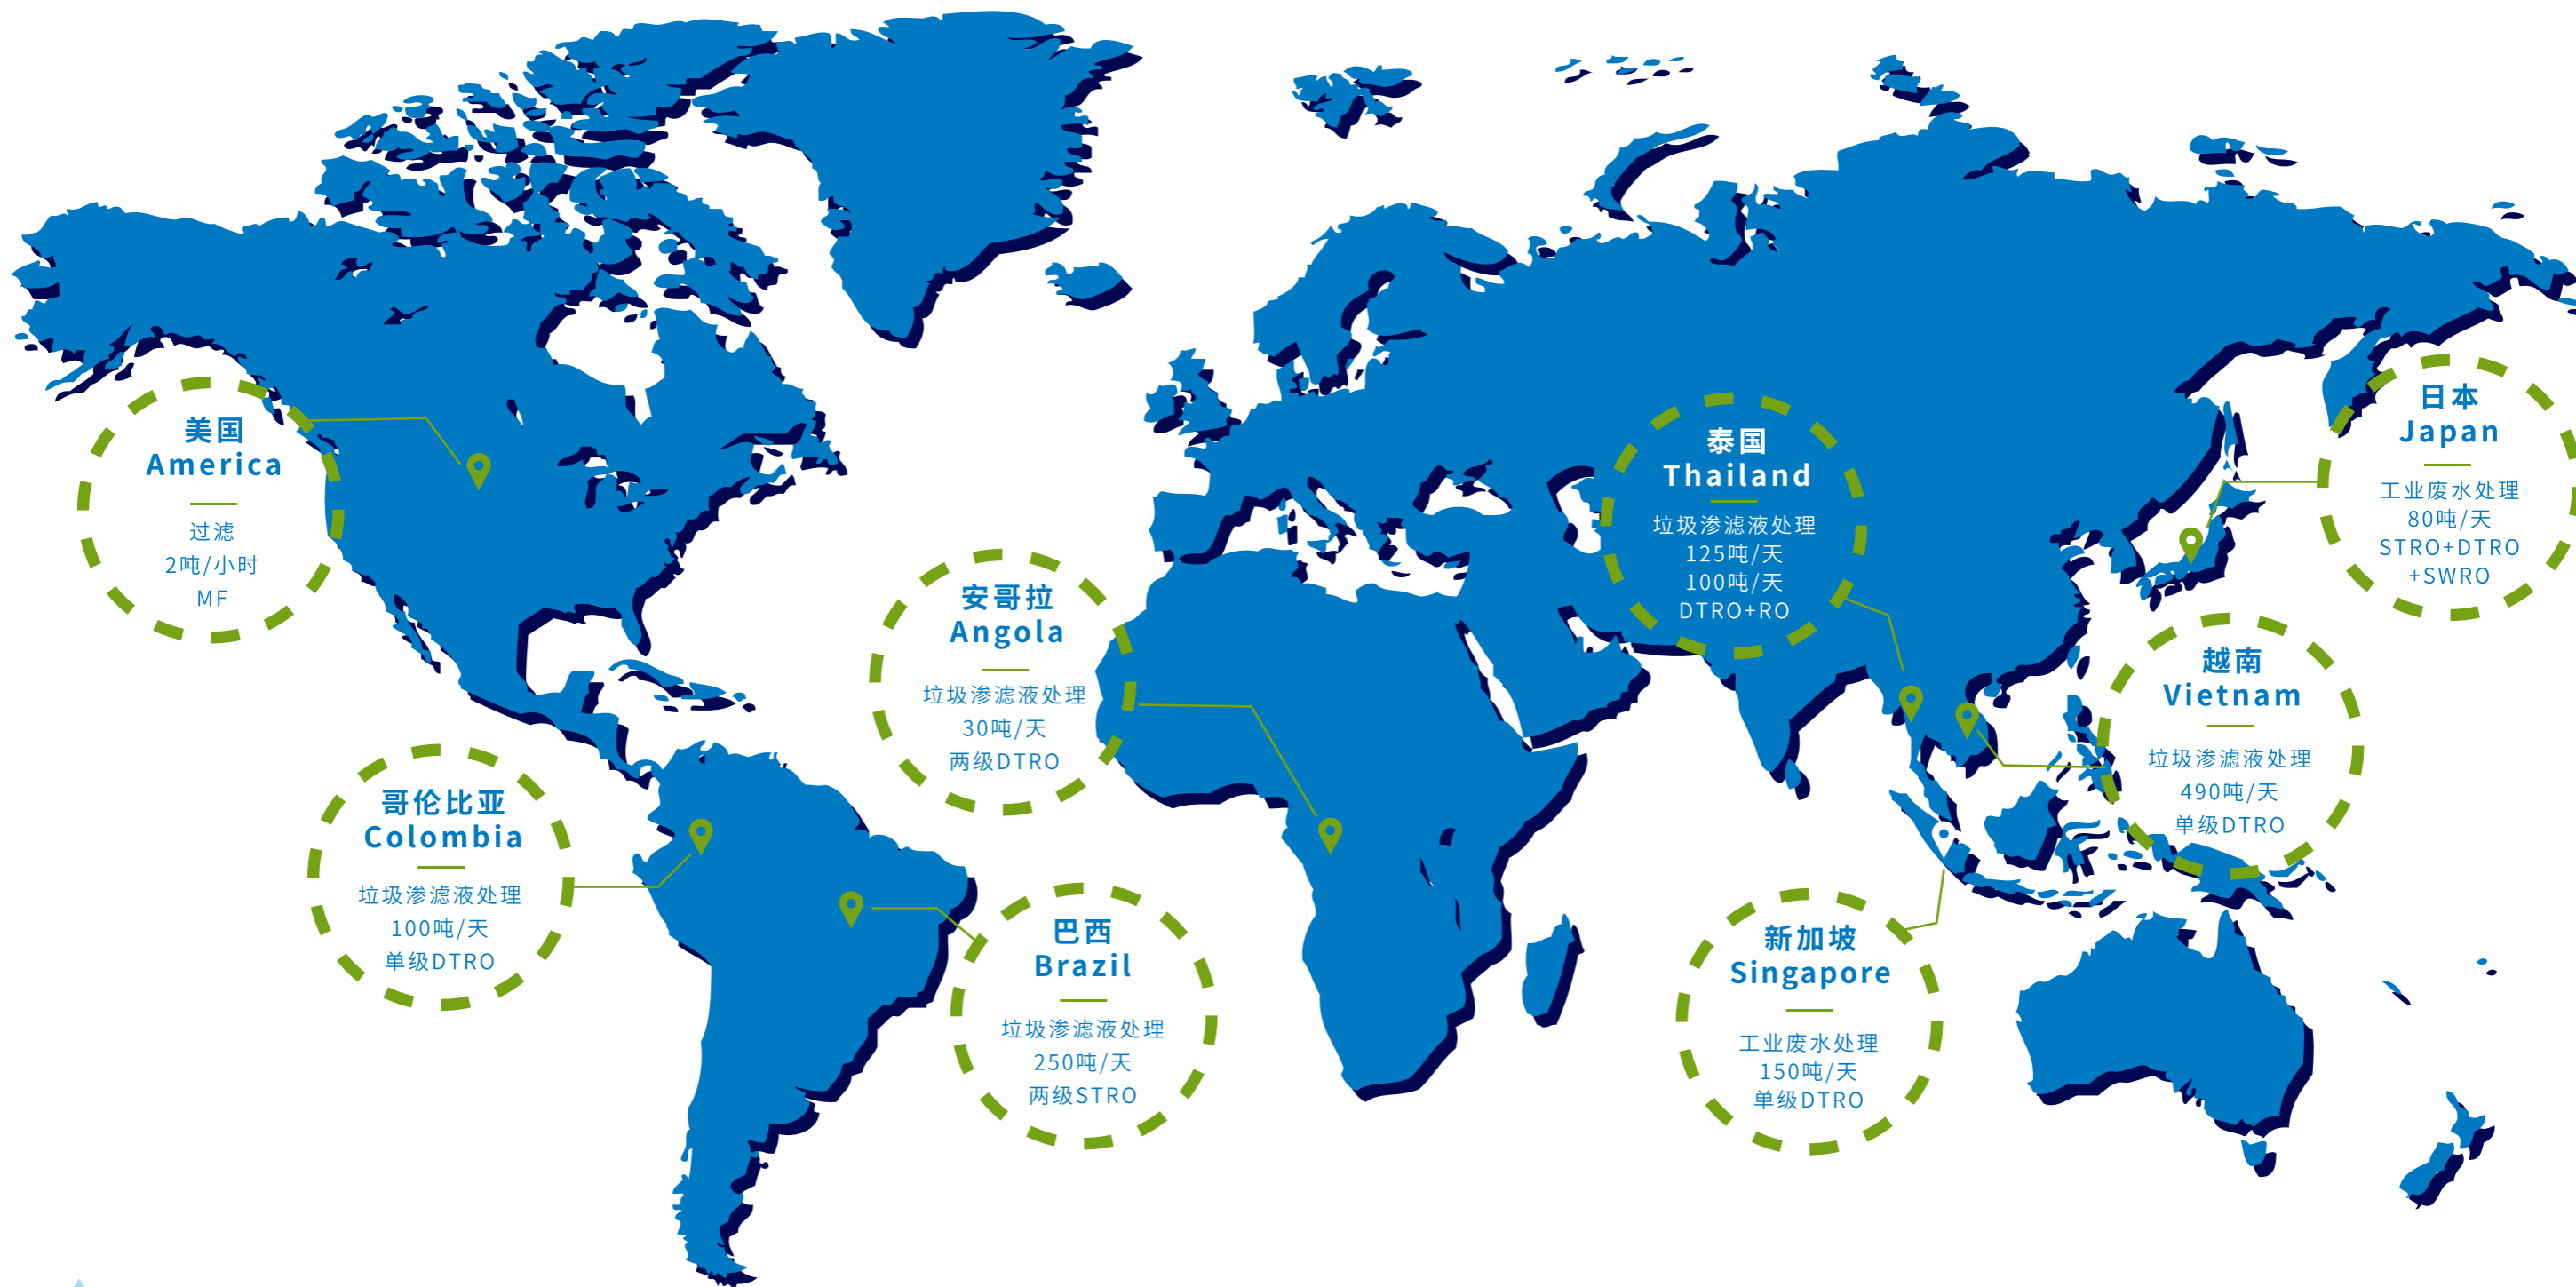 美国
America
过滤
2吨/小时
MF
哥伦比亚
Colombia
垃圾渗滤液处理
100吨/天
单级DTRO
安哥拉
Angola
垃圾渗滤液处理
30吨/天
两级DTRO
巴西
Brazil
垃圾渗滤液处理
250吨/天
两级STRO
泰国
Thailand
垃圾渗滤液处理
125吨/天
100吨/天
DTRO+RO
日本
Japan
工业废水处理
80吨/天
STRO+DTRO
+SWRO
越南
Vietnam
垃圾渗滤液处理
490吨/天
单级DTRO
新加坡
Singapore
工业废水处理
150吨/天
单级DTRO